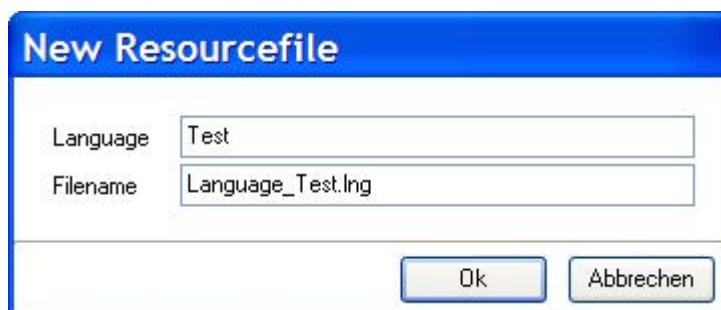 New Resourcefile
Language Test
Filename Language_Test.lng
Ok Abbrechen